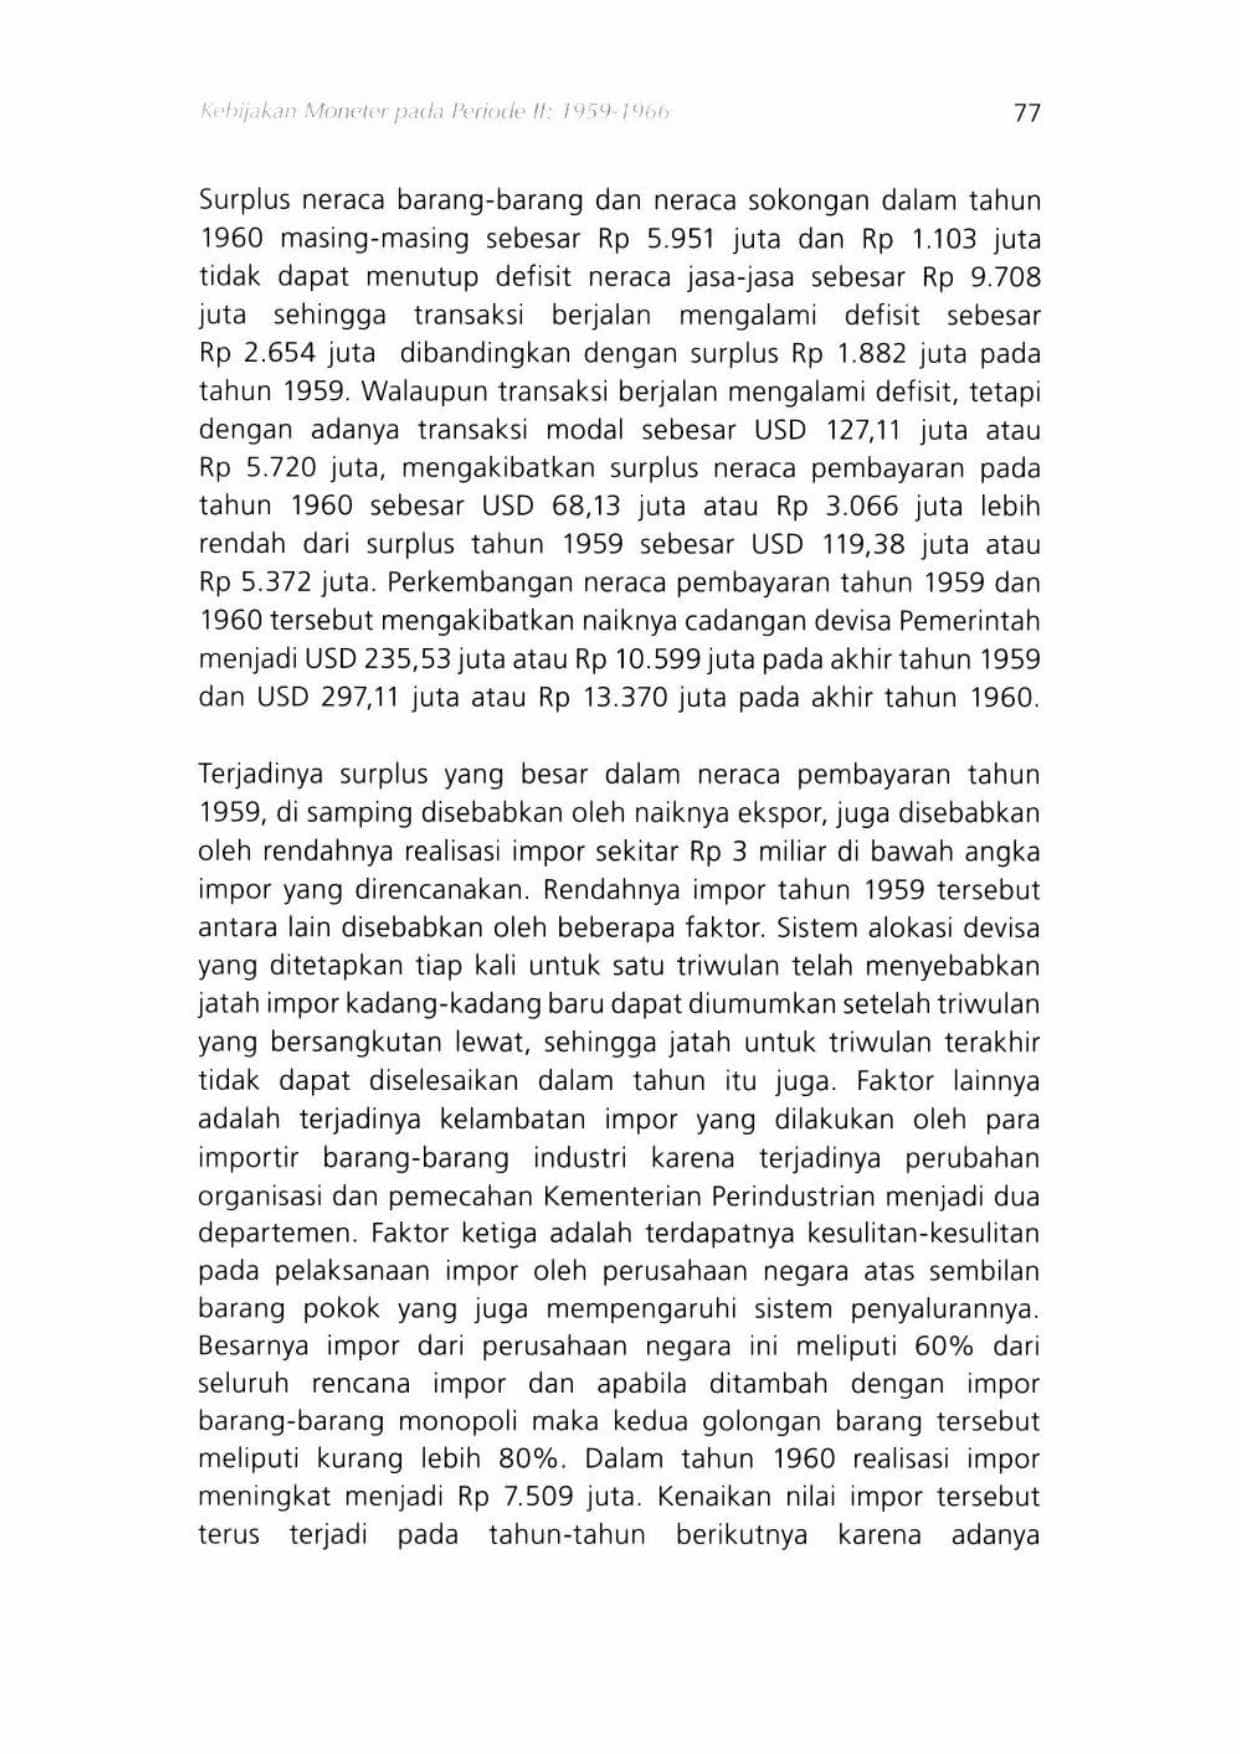 Kebijakan Moneter pada Periode II: 1959-1966
77
Surplus neraca barang-barang dan neraca sokongan dalam tahun
1960 masing-masing sebesar Rp 5.951 juta dan Rp 1.103 juta
tidak dapat menutup defisit neraca jasa-jasa sebesar Rp 9.708
juta sehingga transaksi berjalan mengalami defisit sebesar
Rp 2.654 juta dibandingkan dengan surplus Rp 1.882 juta pada
tahun 1959. Walaupun transaksi berjalan mengalami defisit, tetapi
dengan adanya transaksi modal sebesar USD 127,11 juta atau
Rp 5.720 juta, mengakibatkan surplus neraca pembayaran pada
tahun 1960 sebesar USD 68,13 juta atau Rp 3.066 juta lebih
rendah dari surplus tahun 1959 sebesar USD 119,38 juta atau
Rp 5.372 juta. Perkembangan neraca pembayaran tahun 1959 dan
1960 tersebut mengakibatkan naiknya cadangan devisa Pemerintah
menjadi USD 235,53 juta atau Rp 10.599 juta pada akhir tahun 1959
dan USD 297,11 juta atau Rp 13.370 juta pada akhir tahun 1960.
Terjadinya surplus yang besar dalam neraca pembayaran tahun
1959, di samping disebabkan oleh naiknya ekspor, juga disebabkan
oleh rendahnya realisasi impor sekitar Rp 3 miliar di bawah angka
impor yang direncanakan. Rendahnya impor tahun 1959 tersebut
antara lain disebabkan oleh beberapa faktor. Sistem alokasi devisa
yang ditetapkan tiap kali untuk satu triwulan telah menyebabkan
jatah impor kadang-kadang baru dapat diumumkan setelah triwulan
yang bersangkutan lewat, sehingga jatah untuk triwulan terakhir
tidak dapat diselesaikan dalam tahun itu juga. Faktor lainnya
adalah terjadinya kelambatan impor yang dilakukan oleh para
importir barang-barang industri karena terjadinya perubahan
organisasi dan pemecahan Kementerian Perindustrian menjadi dua
departemen. Faktor ketiga adalah terdapatnya kesulitan-kesulitan
pada pelaksanaan impor oleh perusahaan negara atas sembilan
barang pokok yang juga mempengaruhi sistem penyalurannya.
Besarnya impor dari perusahaan negara ini meliputi 60% dari
seluruh rencana impor dan apabila ditambah dengan impor
barang-barang monopoli maka kedua golongan barang tersebut
meliputi kurang lebih 80%. Dalam tahun 1960 realisasi impor
meningkat menjadi Rp 7.509 juta. Kenaikan nilai impor tersebut
terus terjadi pada tahun-tahun berikutnya karena adanya